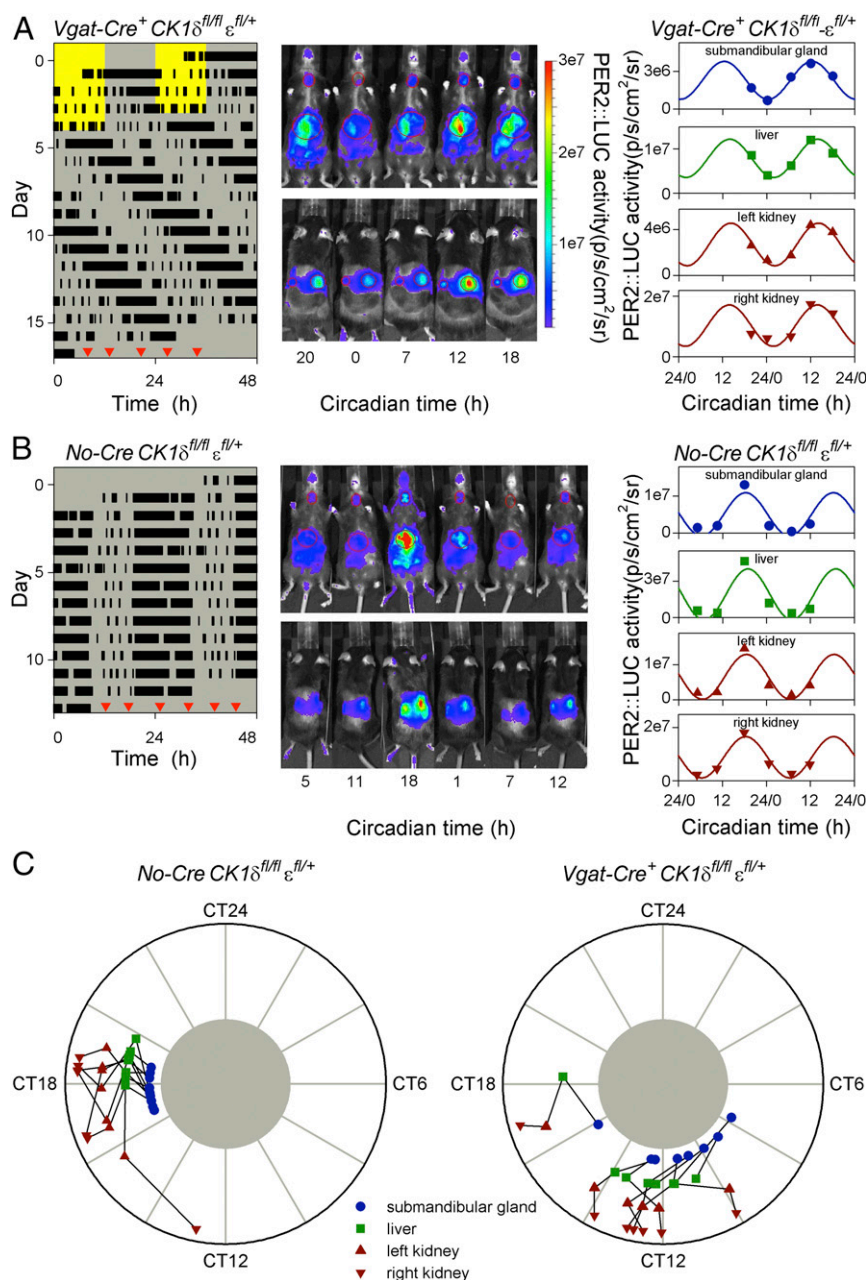 A
Vgat-Cre+ CK1δfl/fl εfl/+
0
5
10
15
Day
0 24 48
Time (h)
20 0 7 12 18
Circadian time (h)
3e7
2e7
1e7
PER2::LUC activity(p/s/cm²/sr)
Vgat-Cre+ CK1δfl/fl-εfl/+
submandibular gland
3e6
0
liver
1e7
0
left kidney
4e6
0
right kidney
2e7
0
PER2::LUC activity(p/s/cm²/sr)
24/0 12 24/0 12 24/0
Circadian time (h)
B
No-Cre CK1δfl/fl εfl/+
0
5
10
Day
0 24 48
Time (h)
5 11 18 1 7 12
Circadian time (h)
No-Cre CK1δfl/fl εfl/+
submandibular gland
1e7
0
liver
3e7
0
left kidney
1e7
0
right kidney
2e7
0
PER2::LUC activity(p/s/cm²/sr)
24/0 12 24/0 12 24/0
Circadian time (h)
C
No-Cre CK1δfl/fl εfl/+
CT24
CT18
CT6
CT12
Vgat-Cre+ CK1δfl/fl εfl/+
CT24
CT18
CT6
CT12
submandibular gland
liver
left kidney
right kidney